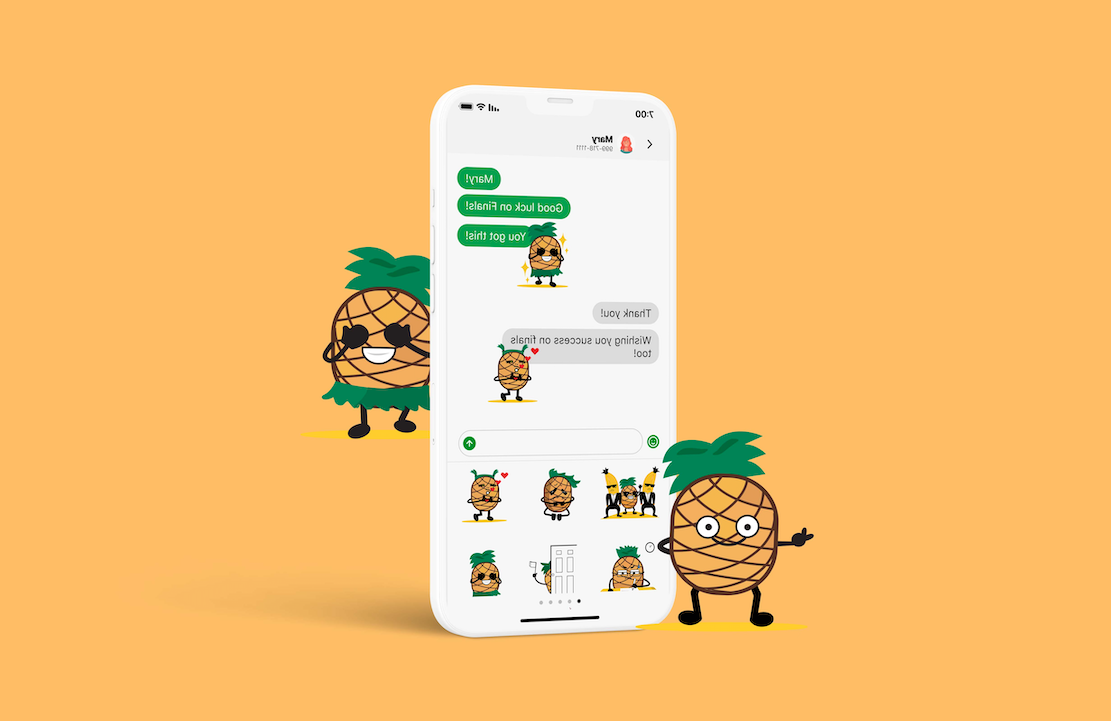 7:00
Mary
999-718-1111
Mary!
Good luck on Finals!
You got this!
Thank you!
Wishing you success on finals
too!